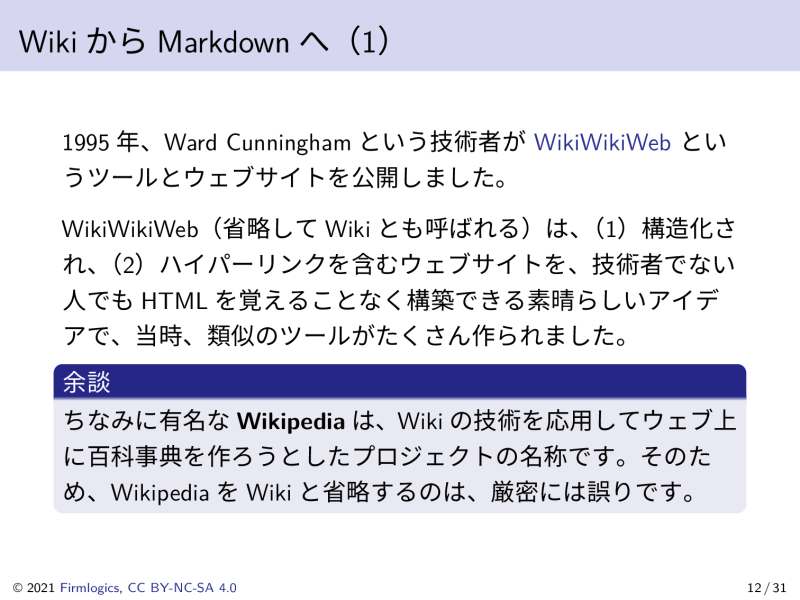 Wiki から Markdown へ（1）
1995 年、Ward Cunningham という技術者が WikiWikiWeb とい
うツールとウェブサイトを公開しました。
WikiWikiWeb（省略して Wiki とも呼ばれる）は、（1）構造化さ
れ、（2）ハイパーリンクを含むウェブサイトを、技術者でない
人でも HTML を覚えることなく構築できる素晴らしいアイデ
アで、当時、類似のツールがたくさん作られました。
余談
ちなみに有名な Wikipedia は、Wiki の技術を応用してウェブ上
に百科事典を作ろうとしたプロジェクトの名称です。そのた
め、Wikipedia を Wiki と省略するのは、厳密には誤りです。
© 2021 Firmlogics, CC BY-NC-SA 4.0
12 / 31